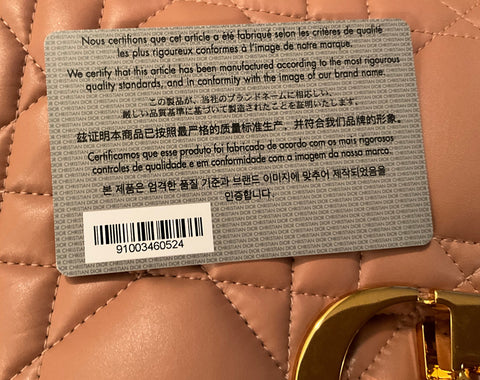 Nous certifions que cet article a été fabriqué selon les critères de qualité
les plus rigoureux conformes à l'image de notre marque.
We certify that this article has been manufactured according to the most rigourous
quality standards, and in conformity with the image of our brand name.
この製品が、当社のブランドネームに相応しい、
厳しい品質基準に基づいて製造されたことを証明いたします。
兹证明本商品已按照最严格的质量标准生产，并符合我们品牌的形象。
Certificamos que esse produto foi fabricado de acordo com as mais rigorosos
controles de qualidade e em conformidade com a imagem da nossa marca.
본 제품은 엄격한 품질 기준과 브랜드 이미지에 맞추어 제작되었음을
인증합니다.
91003460524